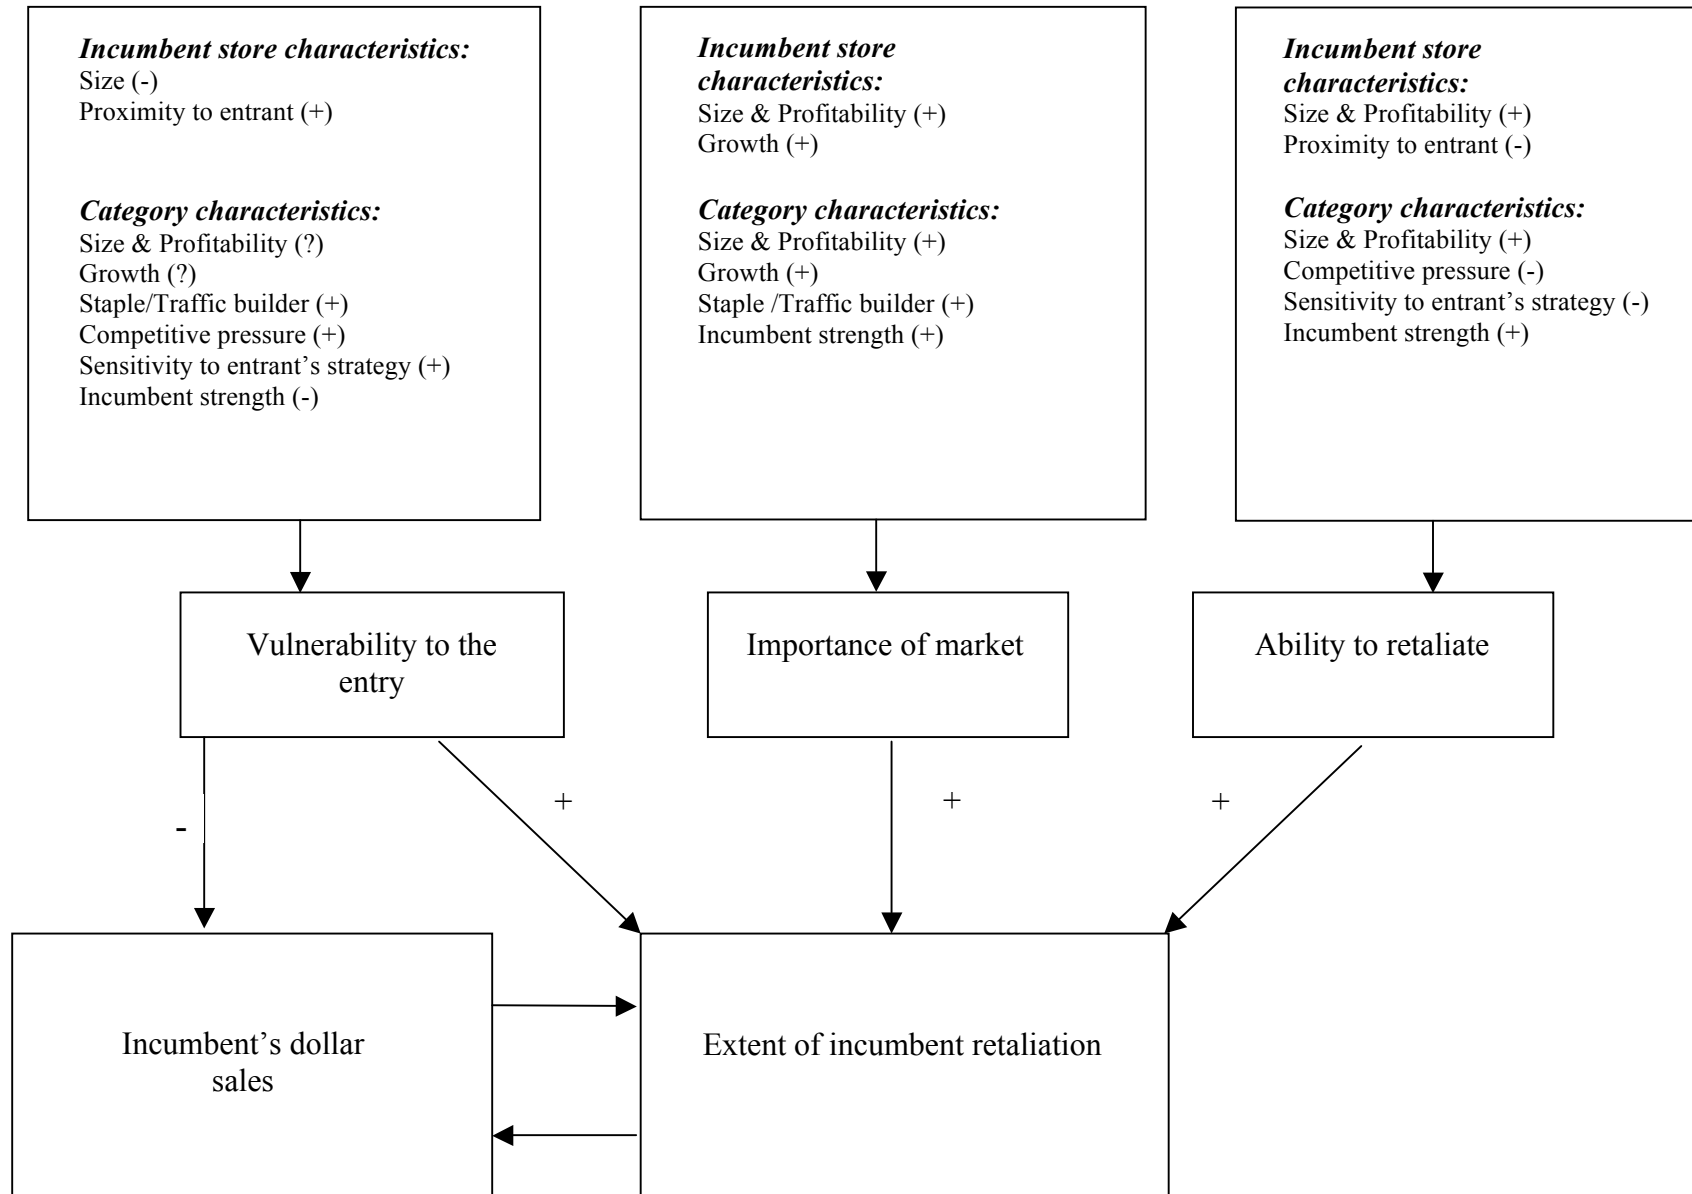 Incumbent store characteristics:
Size (-)
Proximity to entrant (+)
Category characteristics:
Size & Profitability (?)
Growth (?)
Staple/Traffic builder (+)
Competitive pressure (+)
Sensitivity to entrant’s strategy (+)
Incumbent strength (-)
Incumbent store
characteristics:
Size & Profitability (+)
Growth (+)
Category characteristics:
Size & Profitability (+)
Growth (+)
Staple /Traffic builder (+)
Incumbent strength (+)
Incumbent store
characteristics:
Size & Profitability (+)
Proximity to entrant (-)
Category characteristics:
Size & Profitability (+)
Competitive pressure (-)
Sensitivity to entrant’s strategy (-)
Incumbent strength (+)
Vulnerability to the
entry
Importance of market
Ability to retaliate
-
+
+
+
Incumbent’s dollar
sales
Extent of incumbent retaliation